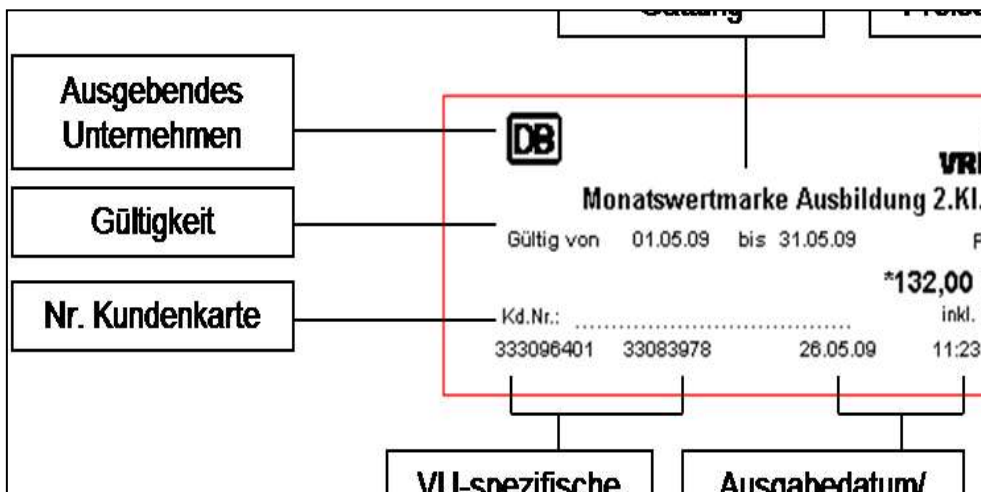 Gattung
Ausgebendes
Unternehmen
DB
Monatswertmarke Ausbildung 2.Kl.
Gültigkeit
Gültig von 01.05.09 bis 31.05.09
*132,00
Nr. Kundenkarte
Kd.Nr.: inkl.
333096401 33083978 26.05.09 11:23
VU-spezifische
Ausgabedatum/